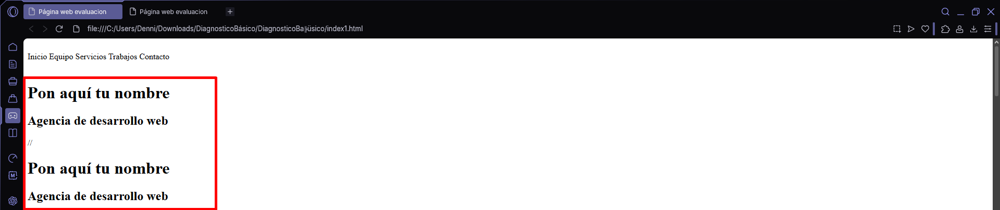 Página web evaluacion
Página web evaluacion
file:///C:/Users/Denni/Downloads/DiagnosticoBásico/DiagnosticoBa╠üsico/index1.html
Inicio Equipo Servicios Trabajos Contacto
Pon aquí tu nombre
Agencia de desarrollo web
//
Pon aquí tu nombre
Agencia de desarrollo web
M